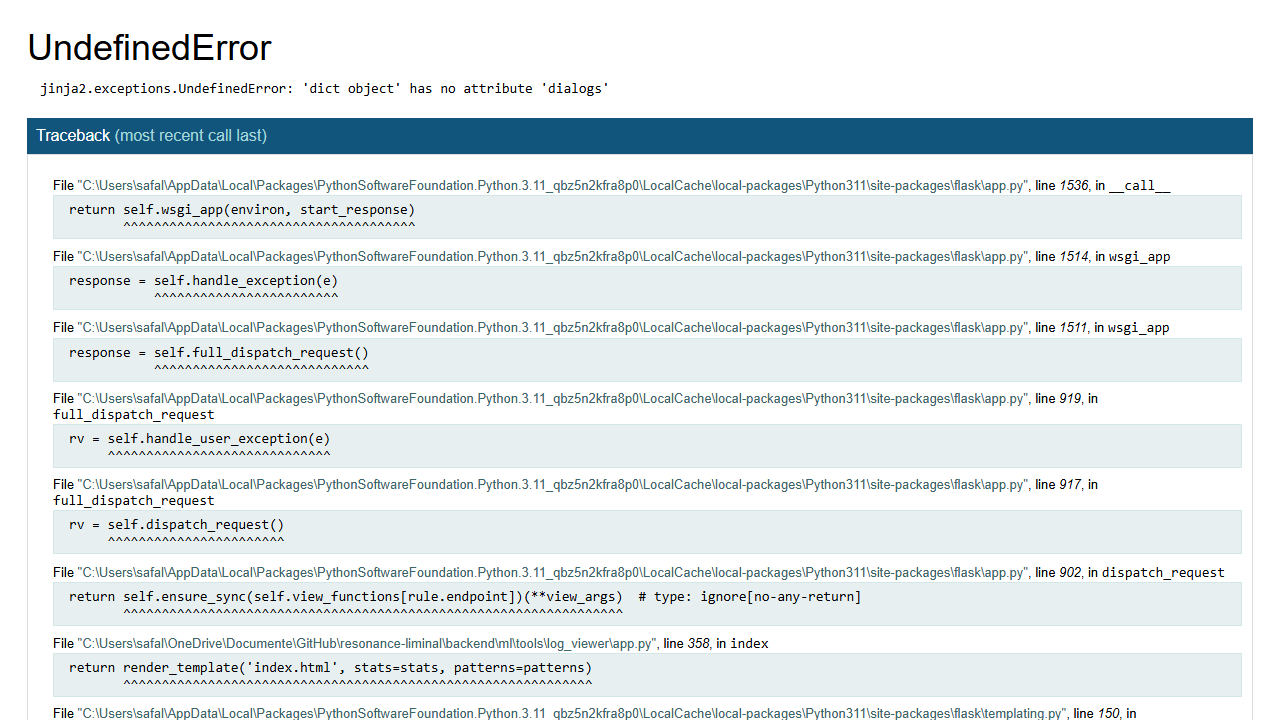 UndefinedError
jinja2.exceptions.UndefinedError: 'dict object' has no attribute 'dialogs'
Traceback (most recent call last)
File "C:\Users\safal\AppData\Local\Packages\PythonSoftwareFoundation.Python.3.11_qbz5n2kfra8p0\LocalCache\local-packages\Python311\site-packages\flask\app.py", line 1536, in __call__
return self.wsgi_app(environ, start_response)
^^^^^^^^^^^^^^^^^^^^^^^^^^^^^^^^^^^^^^
File "C:\Users\safal\AppData\Local\Packages\PythonSoftwareFoundation.Python.3.11_qbz5n2kfra8p0\LocalCache\local-packages\Python311\site-packages\flask\app.py", line 1514, in wsgi_app
response = self.handle_exception(e)
^^^^^^^^^^^^^^^^^^^^^^^^
File "C:\Users\safal\AppData\Local\Packages\PythonSoftwareFoundation.Python.3.11_qbz5n2kfra8p0\LocalCache\local-packages\Python311\site-packages\flask\app.py", line 1511, in wsgi_app
response = self.full_dispatch_request()
^^^^^^^^^^^^^^^^^^^^^^^^^^^^
File "C:\Users\safal\AppData\Local\Packages\PythonSoftwareFoundation.Python.3.11_qbz5n2kfra8p0\LocalCache\local-packages\Python311\site-packages\flask\app.py", line 919, in
full_dispatch_request
rv = self.handle_user_exception(e)
^^^^^^^^^^^^^^^^^^^^^^^^^^^^^
File "C:\Users\safal\AppData\Local\Packages\PythonSoftwareFoundation.Python.3.11_qbz5n2kfra8p0\LocalCache\local-packages\Python311\site-packages\flask\app.py", line 917, in
full_dispatch_request
rv = self.dispatch_request()
^^^^^^^^^^^^^^^^^^^^^^^
File "C:\Users\safal\AppData\Local\Packages\PythonSoftwareFoundation.Python.3.11_qbz5n2kfra8p0\LocalCache\local-packages\Python311\site-packages\flask\app.py", line 902, in dispatch_request
return self.ensure_sync(self.view_functions[rule.endpoint])(**view_args)  # type: ignore[no-any-return]
^^^^^^^^^^^^^^^^^^^^^^^^^^^^^^^^^^^^^^^^^^^^^^^^^^^^^^^^^^^^^^^^^
File "C:\Users\safal\OneDrive\Documente\GitHub\resonance-liminal\backend\ml\tools\log_viewer\app.py", line 358, in index
return render_template('index.html', stats=stats, patterns=patterns)
^^^^^^^^^^^^^^^^^^^^^^^^^^^^^^^^^^^^^^^^^^^^^^^^^^^^^^^^^^^^^
File "C:\Users\safal\AppData\Local\Packages\PythonSoftwareFoundation.Python.3.11_qbz5n2kfra8p0\LocalCache\local-packages\Python311\site-packages\flask\templating.py", line 150, in